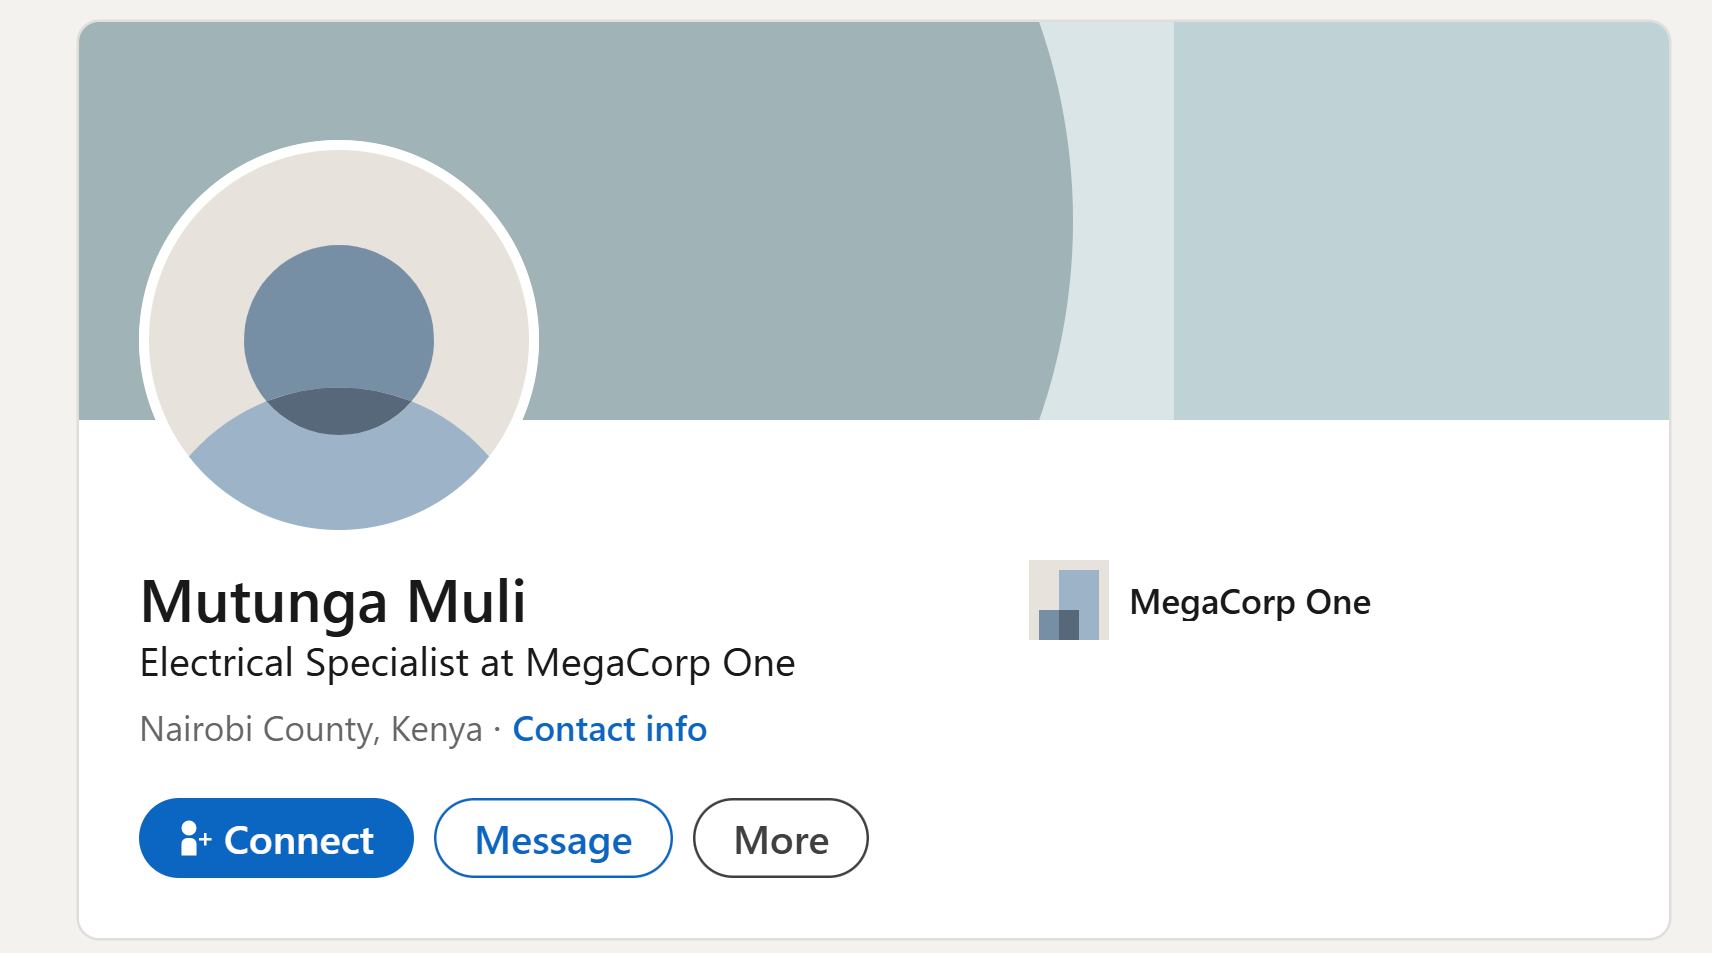 Mutunga Muli
Electrical Specialist at MegaCorp One
Nairobi County, Kenya · Contact info
Connect
Message
More
MegaCorp One